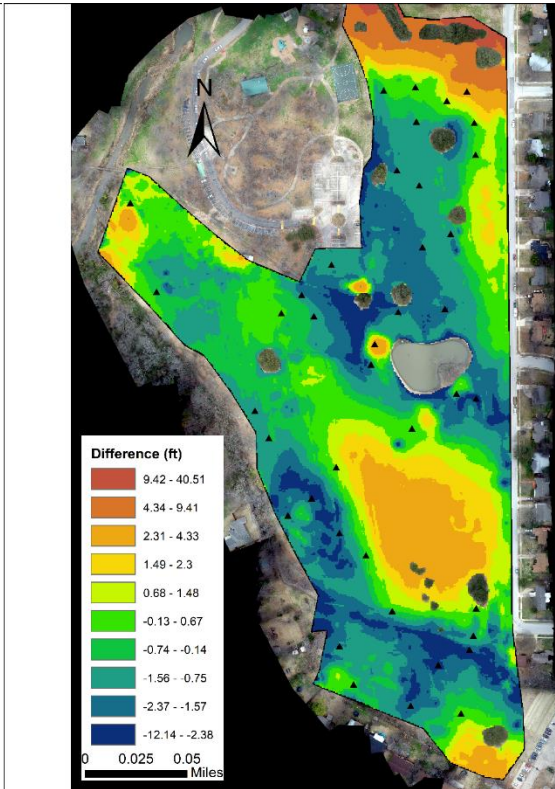 N
Difference (ft)
9.42 - 40.51
4.34 - 9.41
2.31 - 4.33
1.49 - 2.3
0.68 - 1.48
-0.13 - 0.67
-0.74 - -0.14
-1.56 - -0.75
-2.37 - -1.57
-12.14 - -2.38
0 0.025 0.05
Miles